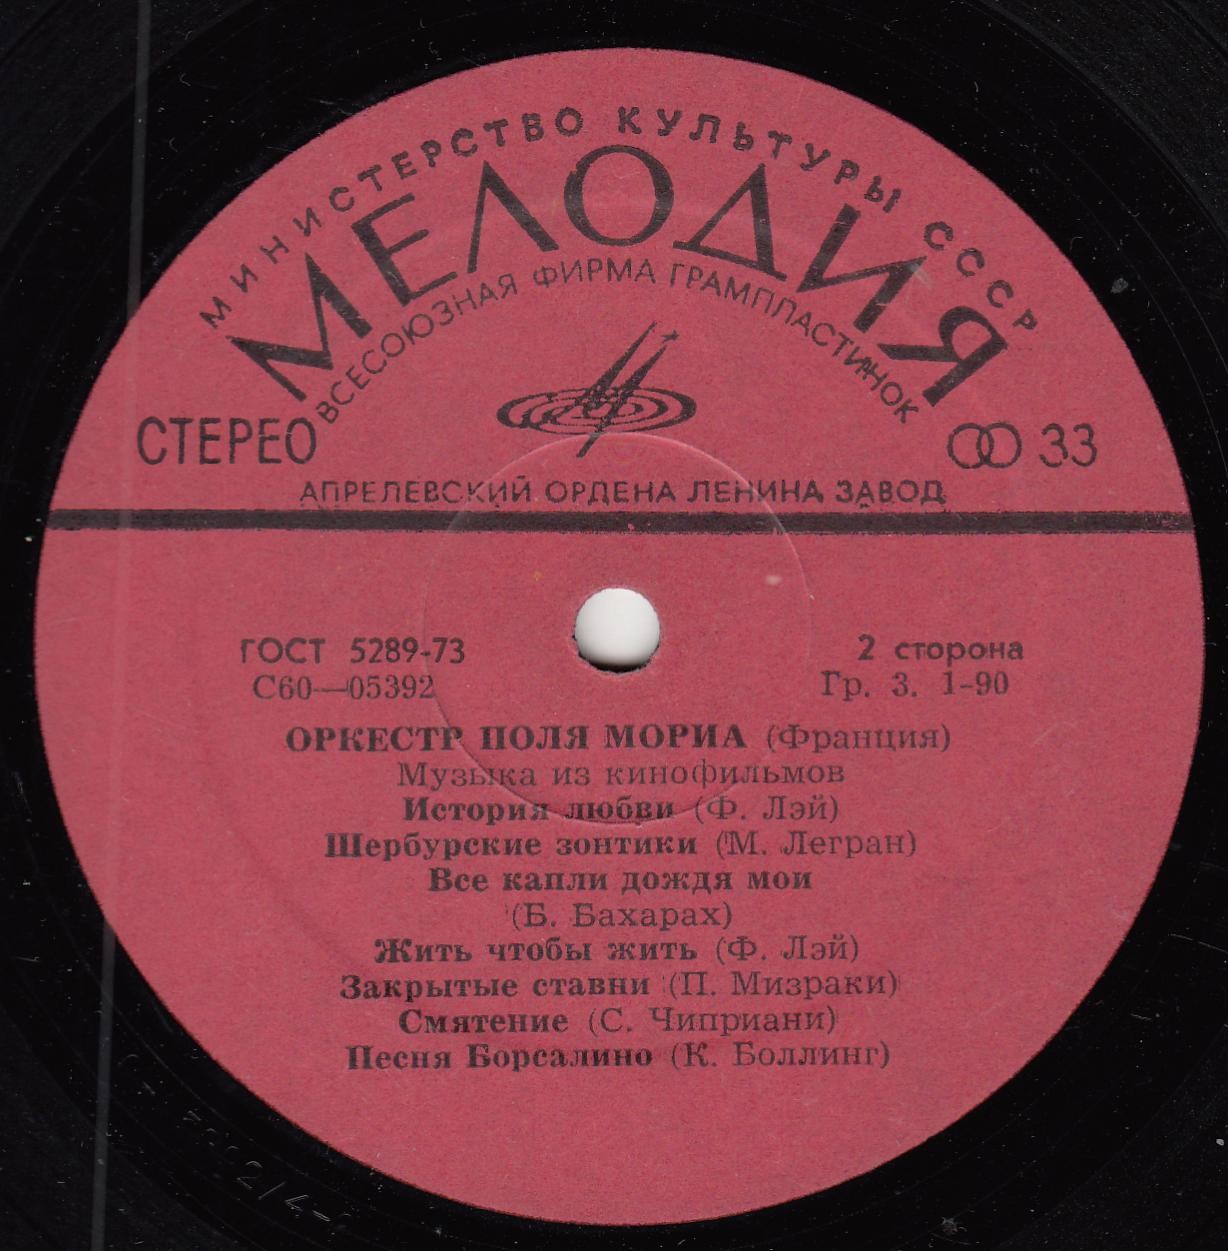 МИНИСТЕРСТВО КУЛЬТУРЫ СССР
МЕЛОДИЯ
ВСЕСОЮЗНАЯ ФИРМА ГРАМПЛАСТИНОК
СТЕРЕО
33
АПРЕЛЕВСКИЙ ОРДЕНА ЛЕНИНА ЗАВОД
ГОСТ 5289-73
2 сторона
С60—05392
Гр. 3. 1-90
ОРКЕСТР ПОЛЯ МОРИА (Франция)
Музыка из кинофильмов
История любви (Ф. Лэй)
Шербурские зонтики (М. Легран)
Все капли дождя мои
(Б. Бахарах)
Жить чтобы жить (Ф. Лэй)
Закрытые ставни (П. Мизраки)
Смятение (С. Чиприани)
Песня Борсалино (К. Боллинг)